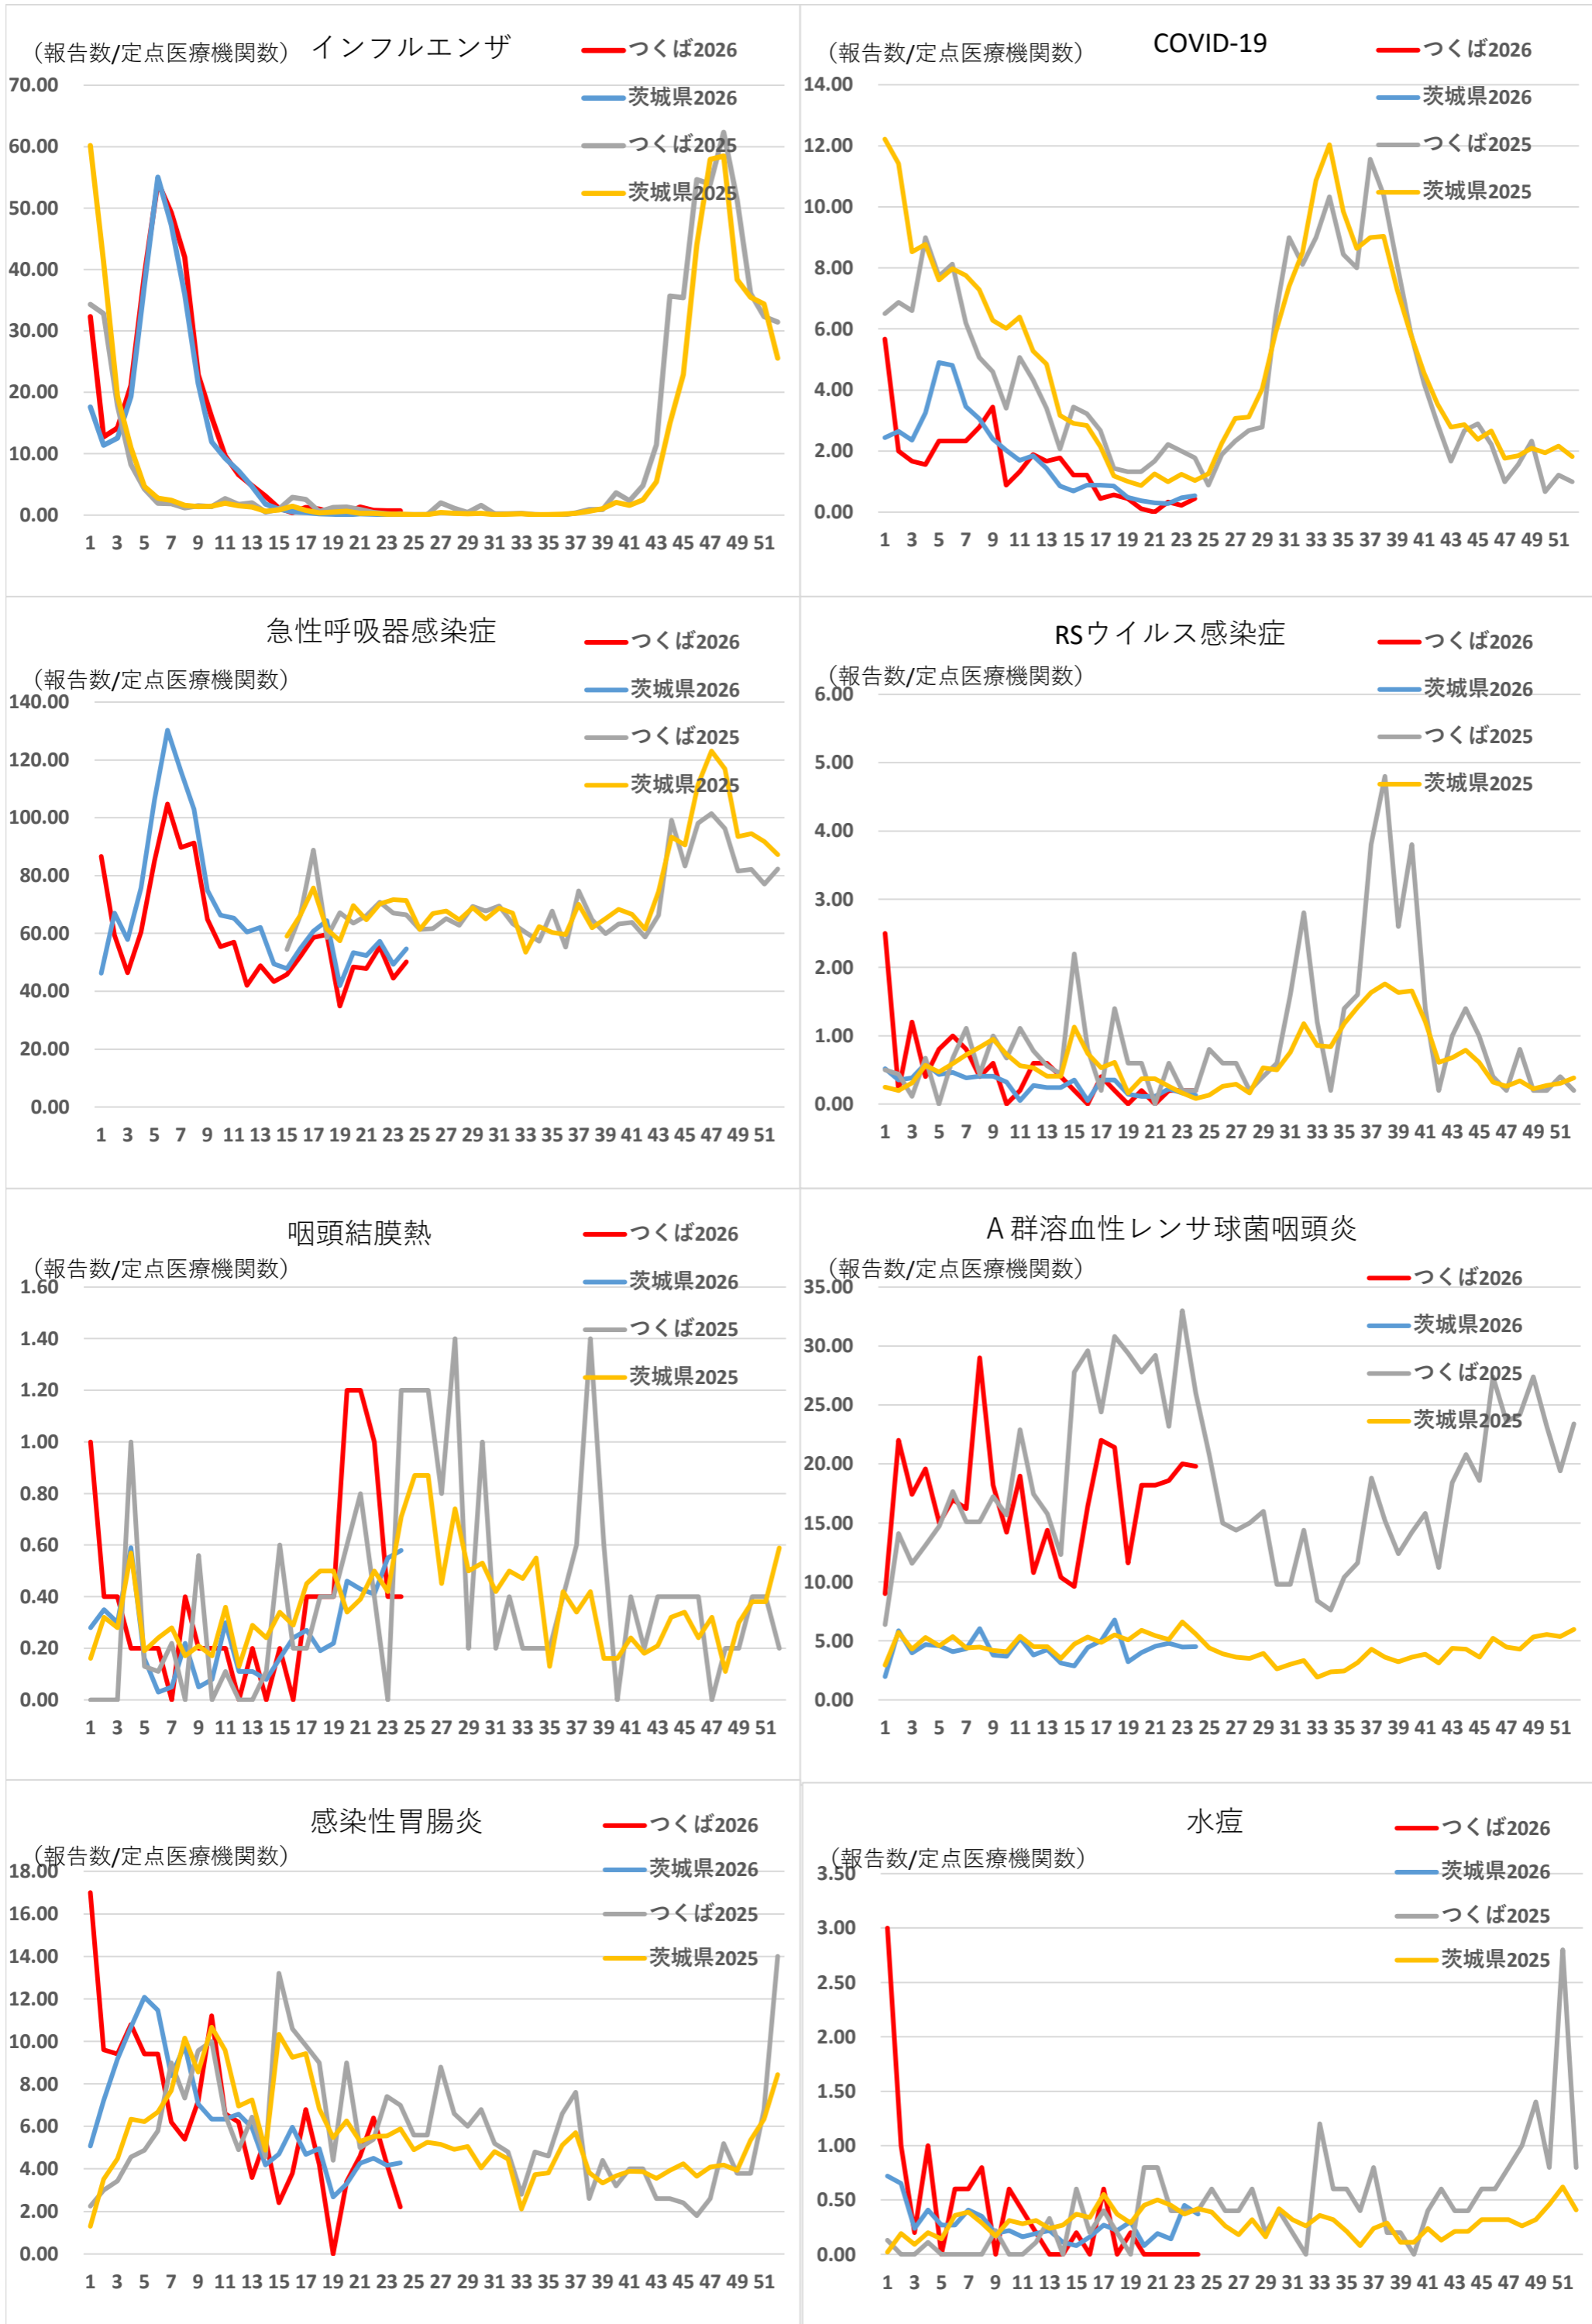 （報告数/定点医療機関数） インフルエンザ
つくば2026
茨城県2026
つくば2025
茨城県2025
70.00
60.00
50.00
40.00
30.00
20.00
10.00
0.00
1 3 5 7 9 11 13 15 17 19 21 23 25 27 29 31 33 35 37 39 41 43 45 47 49 51
（報告数/定点医療機関数） COVID-19
つくば2026
茨城県2026
つくば2025
茨城県2025
14.00
12.00
10.00
8.00
6.00
4.00
2.00
0.00
1 3 5 7 9 11 13 15 17 19 21 23 25 27 29 31 33 35 37 39 41 43 45 47 49 51
急性呼吸器感染症
（報告数/定点医療機関数）
つくば2026
茨城県2026
つくば2025
茨城県2025
140.00
120.00
100.00
80.00
60.00
40.00
20.00
0.00
1 3 5 7 9 11 13 15 17 19 21 23 25 27 29 31 33 35 37 39 41 43 45 47 49 51
RSウイルス感染症
（報告数/定点医療機関数）
つくば2026
茨城県2026
つくば2025
茨城県2025
6.00
5.00
4.00
3.00
2.00
1.00
0.00
1 3 5 7 9 11 13 15 17 19 21 23 25 27 29 31 33 35 37 39 41 43 45 47 49 51
咽頭結膜熱
（報告数/定点医療機関数）
つくば2026
茨城県2026
つくば2025
茨城県2025
1.60
1.40
1.20
1.00
0.80
0.60
0.40
0.20
0.00
1 3 5 7 9 11 13 15 17 19 21 23 25 27 29 31 33 35 37 39 41 43 45 47 49 51
A 群溶血性レンサ球菌咽頭炎
（報告数/定点医療機関数）
つくば2026
茨城県2026
つくば2025
茨城県2025
35.00
30.00
25.00
20.00
15.00
10.00
5.00
0.00
1 3 5 7 9 11 13 15 17 19 21 23 25 27 29 31 33 35 37 39 41 43 45 47 49 51
感染性胃腸炎
（報告数/定点医療機関数）
つくば2026
茨城県2026
つくば2025
茨城県2025
18.00
16.00
14.00
12.00
10.00
8.00
6.00
4.00
2.00
0.00
1 3 5 7 9 11 13 15 17 19 21 23 25 27 29 31 33 35 37 39 41 43 45 47 49 51
水痘
（報告数/定点医療機関数）
つくば2026
茨城県2026
つくば2025
茨城県2025
3.50
3.00
2.50
2.00
1.50
1.00
0.50
0.00
1 3 5 7 9 11 13 15 17 19 21 23 25 27 29 31 33 35 37 39 41 43 45 47 49 51